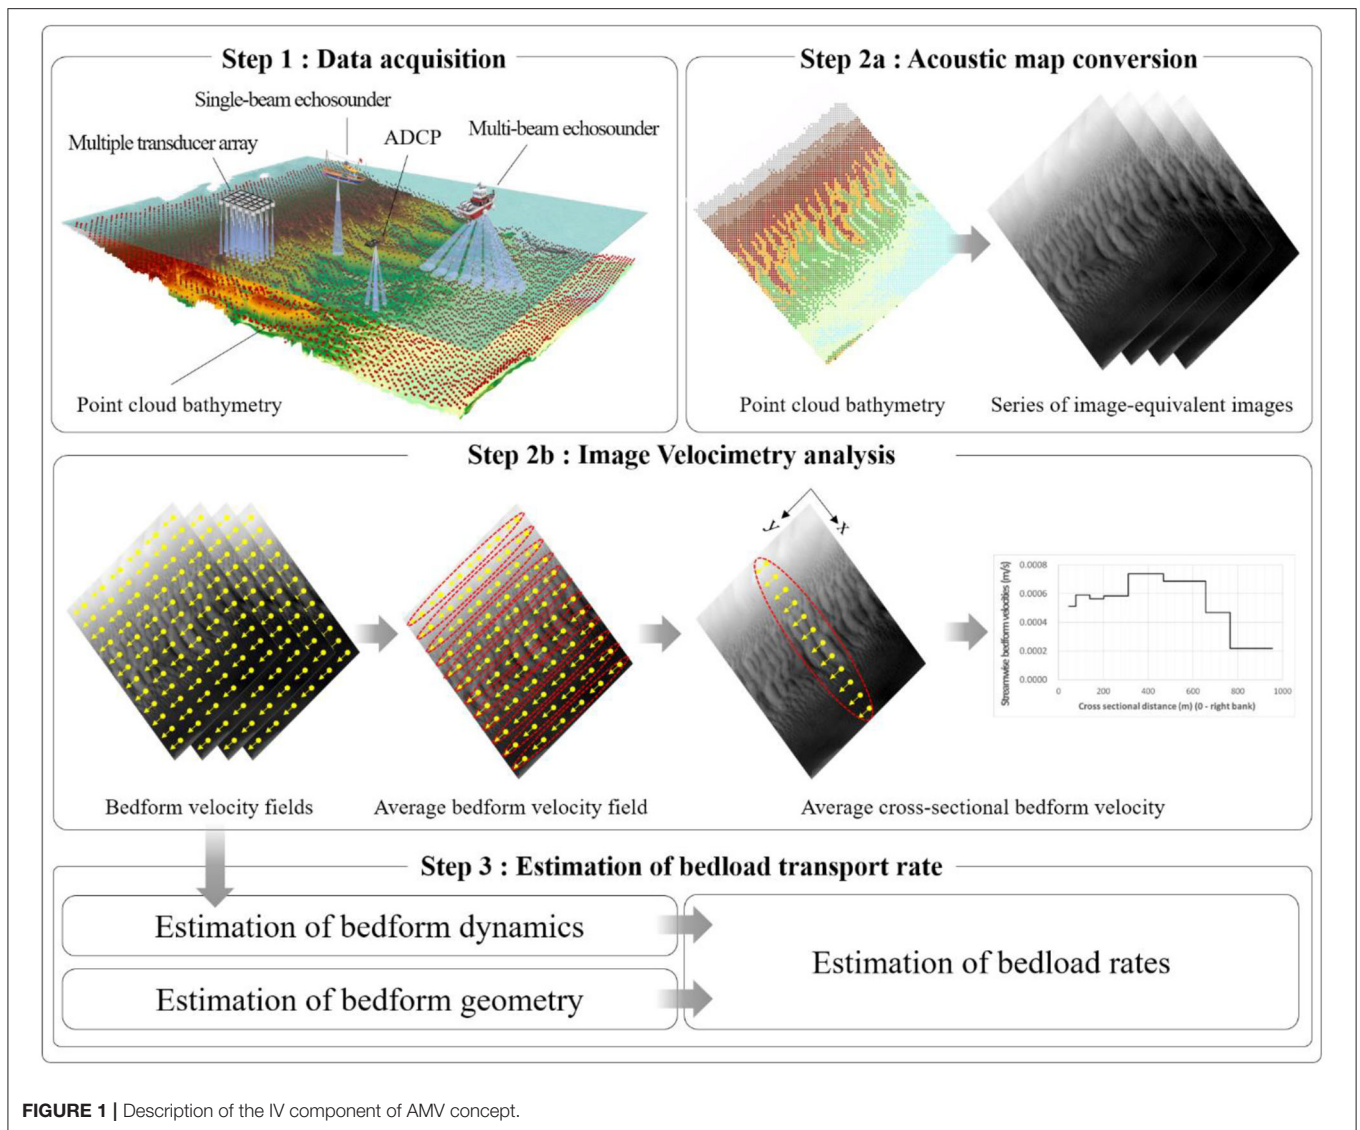 Step 1 : Data acquisition
Single-beam echosounder
Multiple transducer array
ADCP
Multi-beam echosounder
Point cloud bathymetry
Step 2a : Acoustic map conversion
Point cloud bathymetry
Series of image-equivalent images
Step 2b : Image Velocimetry analysis
y
x
Streamwise bedform velocities (m/s)
0.0008
0.0006
0.0004
0.0002
0.0000
0
200
400
600
800
1000
Cross sectional distance (m) (0 - right bank)
Bedform velocity fields
Average bedform velocity field
Average cross-sectional bedform velocity
Step 3 : Estimation of bedload transport rate
Estimation of bedform dynamics
Estimation of bedform geometry
Estimation of bedload rates
FIGURE 1 | Description of the IV component of AMV concept.